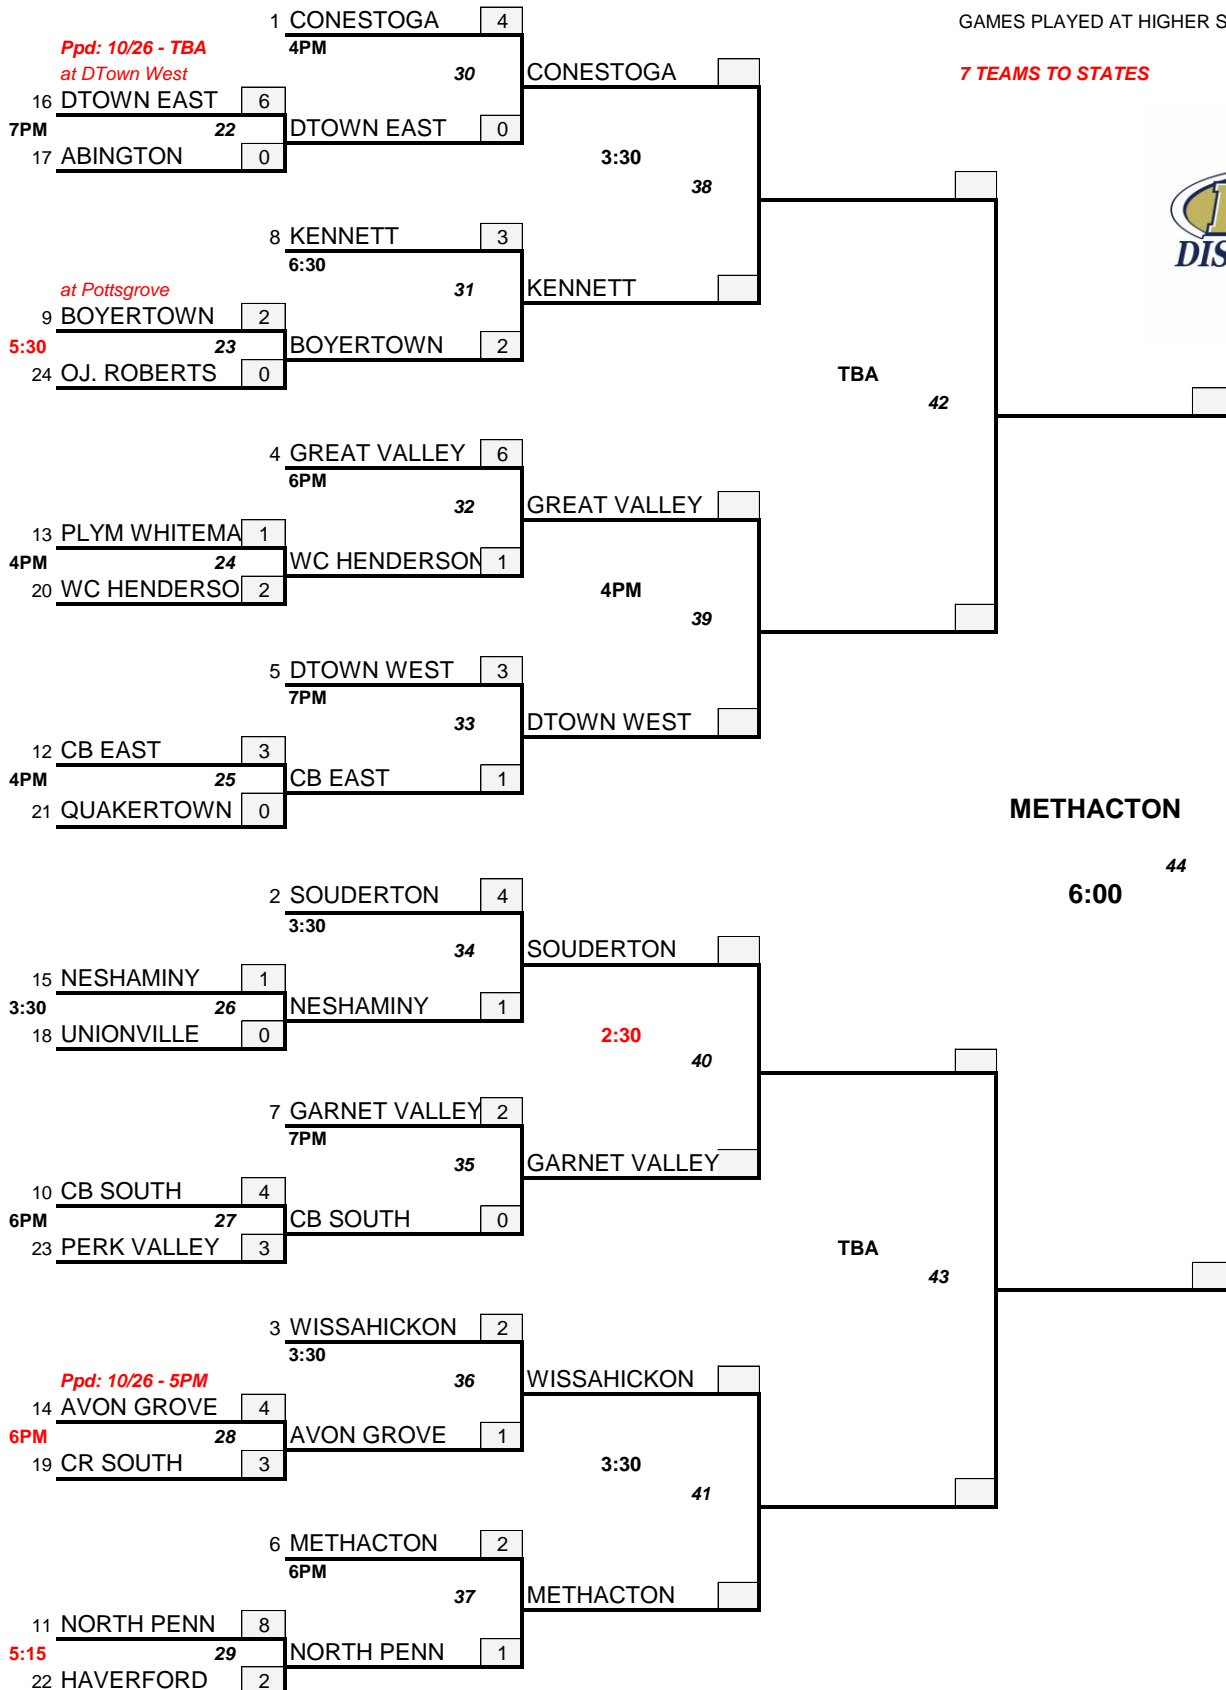 1 CONESTOGA 4
GAMES PLAYED AT HIGHER S
Ppd: 10/26 - TBA
4PM
at DTown West
30 CONESTOGA
7 TEAMS TO STATES
16 DTOWN EAST 6
7PM 22 DTOWN EAST 0
17 ABINGTON 0
3:30
38
8 KENNETT 3
6:30
DIS
at Pottsgrove
31 KENNETT
9 BOYERTOWN 2
5:30 23 BOYERTOWN 2
24 OJ. ROBERTS 0
TBA
42
4 GREAT VALLEY 6
6PM
32 GREAT VALLEY
13 PLYM WHITEMA 1
4PM 24 WC HENDERSON 1
20 WC HENDERSO 2
4PM
39
5 DTOWN WEST 3
7PM
33 DTOWN WEST
12 CB EAST 3
4PM 25 CB EAST 1
21 QUAKERTOWN 0
METHACTON
44
2 SOUDERTON 4
6:00
3:30
34 SOUDERTON
15 NESHAMINY 1
3:30 26 NESHAMINY 1
18 UNIONVILLE 0
2:30
40
7 GARNET VALLEY 2
7PM
35 GARNET VALLEY
10 CB SOUTH 4
6PM 27 CB SOUTH 0
23 PERK VALLEY 3
TBA
43
3 WISSAHICKON 2
3:30
Ppd: 10/26 - 5PM
36 WISSAHICKON
14 AVON GROVE 4
6PM 28 AVON GROVE 1
19 CR SOUTH 3
3:30
41
6 METHACTON 2
6PM
37 METHACTON
11 NORTH PENN 8
5:15 29 NORTH PENN 1
22 HAVERFORD 2